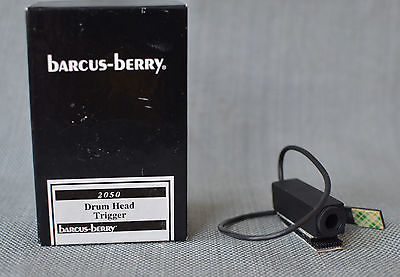 barcus-berry®
2050
Drum Head
Trigger
barcus-berry®